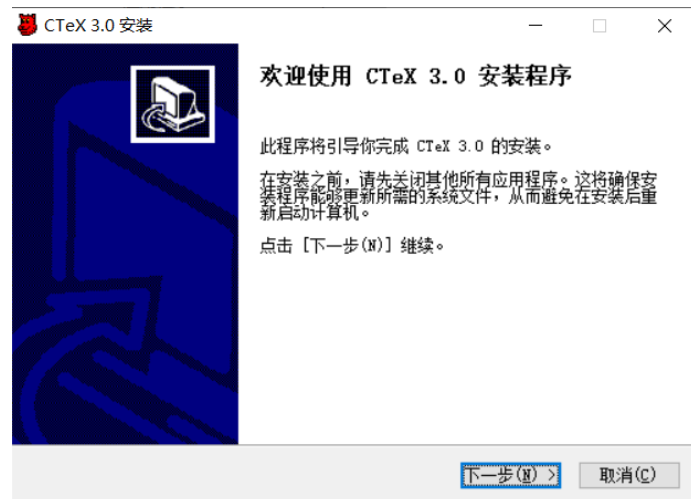 CTeX 3.0 安装
欢迎使用 CTeX 3.0 安装程序
此程序将引导你完成 CTeX 3.0 的安装。
在安装之前，请先关闭其他所有应用程序。这将确保安
装程序能够更新所需的系统文件，从而避免在安装后重
新启动计算机。
点击 [下一步(N)] 继续。
下一步(N) >
取消(C)